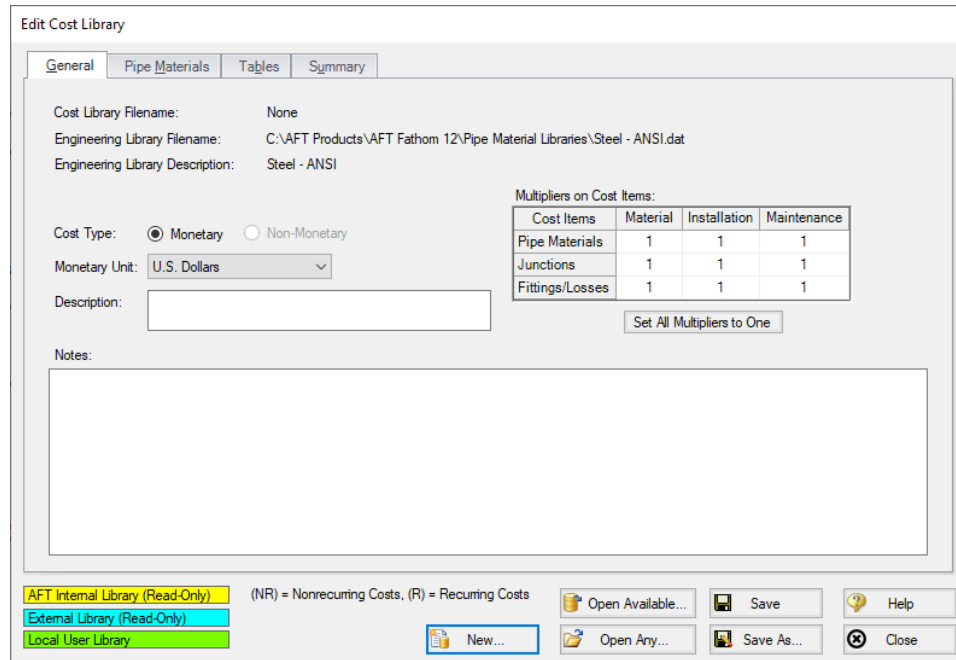 Edit Cost Library
General Pipe Materials Tables Summary
Cost Library Filename: None
Engineering Library Filename: C:\AFT Products\AFT Fathom 12\Pipe Material Libraries\Steel - ANSI.dat
Engineering Library Description: Steel - ANSI
Multipliers on Cost Items:
Cost Items Material Installation Maintenance
Pipe Materials 1 1 1
Junctions 1 1 1
Fittings/Losses 1 1 1
Set All Multipliers to One
Cost Type: Monetary Non-Monetary
Monetary Unit: U.S. Dollars
Description:
Notes:
AFT Internal Library (Read-Only)
External Library (Read-Only)
Local User Library
(NR) = Nonrecurring Costs, (R) = Recurring Costs
Open Available... Save Help
New... Open Any... Save As... Close